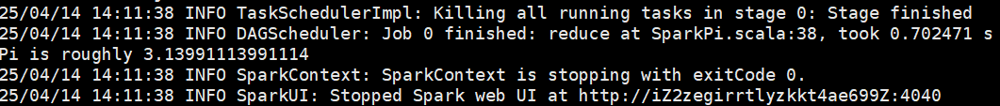 25/04/14 14:11:38 INFO TaskSchedulerImpl: Killing all running tasks in stage 0: Stage finished
25/04/14 14:11:38 INFO DAGScheduler: Job 0 finished: reduce at SparkPi.scala:38, took 0.702471 s
Pi is roughly 3.13991113991114
25/04/14 14:11:38 INFO SparkContext: SparkContext is stopping with exitCode 0.
25/04/14 14:11:38 INFO SparkUI: Stopped Spark web UI at http://iZ2zegirrtlyzkkt4ae699Z:4040